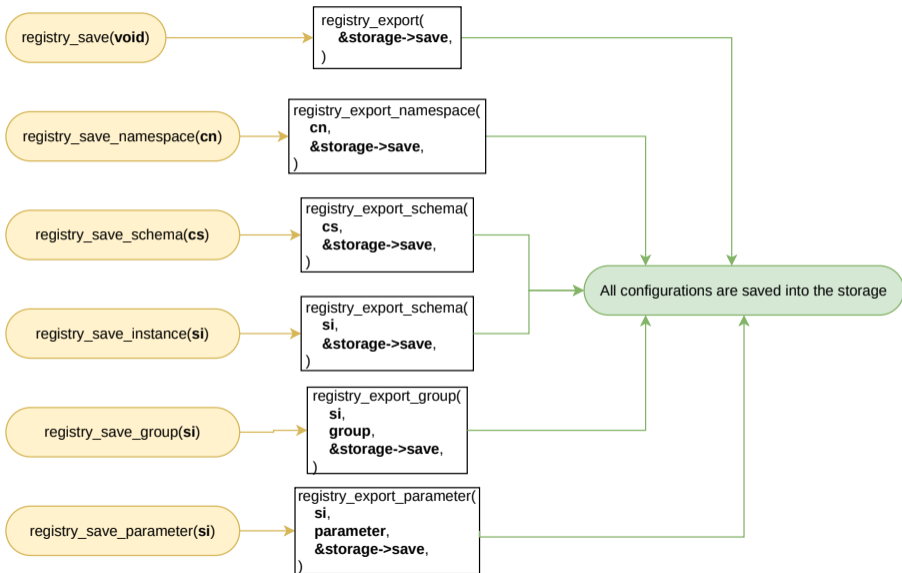 registry_save(void)
registry_export(
&storage->save,
)
registry_save_namespace(cn)
registry_export_namespace(
cn,
&storage->save,
)
registry_save_schema(cs)
registry_export_schema(
cs,
&storage->save,
)
All configurations are saved into the storage
registry_save_instance(si)
registry_export_schema(
si,
&storage->save,
)
registry_save_group(si)
registry_export_group(
si,
group,
&storage->save,
)
registry_save_parameter(si)
registry_export_parameter(
si,
parameter,
&storage->save,
)